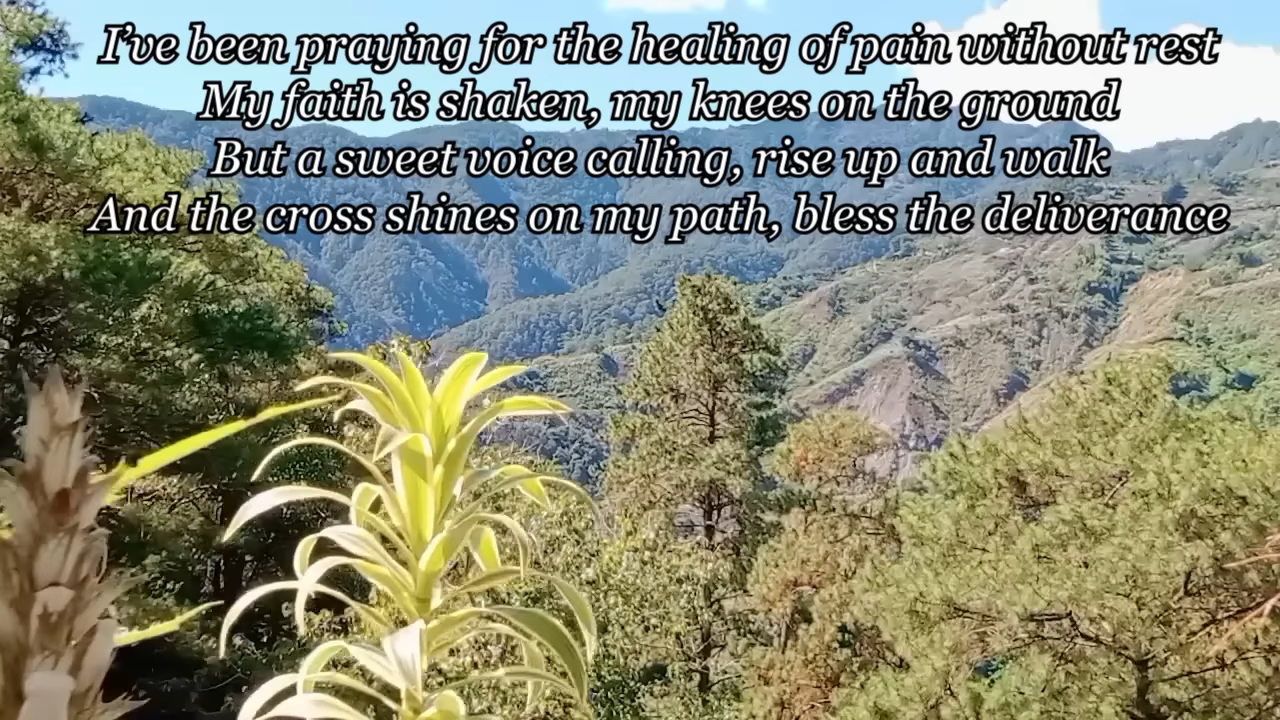 I've been praying for the healing of pain without rest
My faith is shaken, my knees on the ground
But a sweet voice calling, rise up and walk
And the cross shines on my path, bless the deliverance